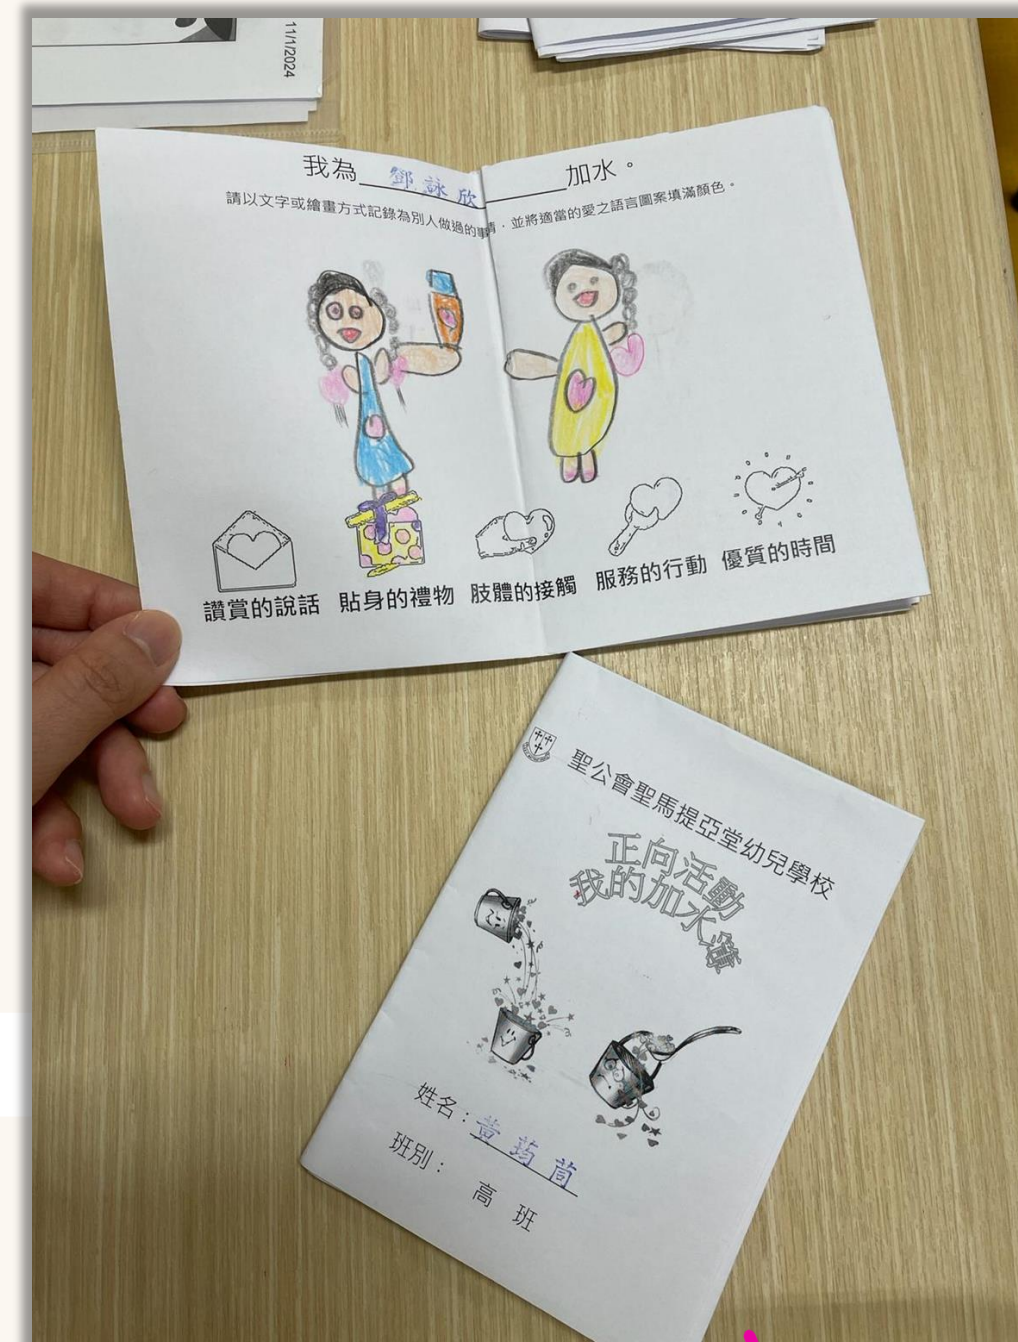 11/1/2024
我為 鄧詠欣 加水。
請以文字或繪畫方式記錄為別人做過的事情，並將適當的愛之語言圖案填滿顏色。
讚賞的說話 貼身的禮物 肢體的接觸 服務的行動 優質的時間
聖公會聖馬提亞堂幼兒學校
正向活動
我的加水簿
姓名：黃筠茼
班別： 高 班